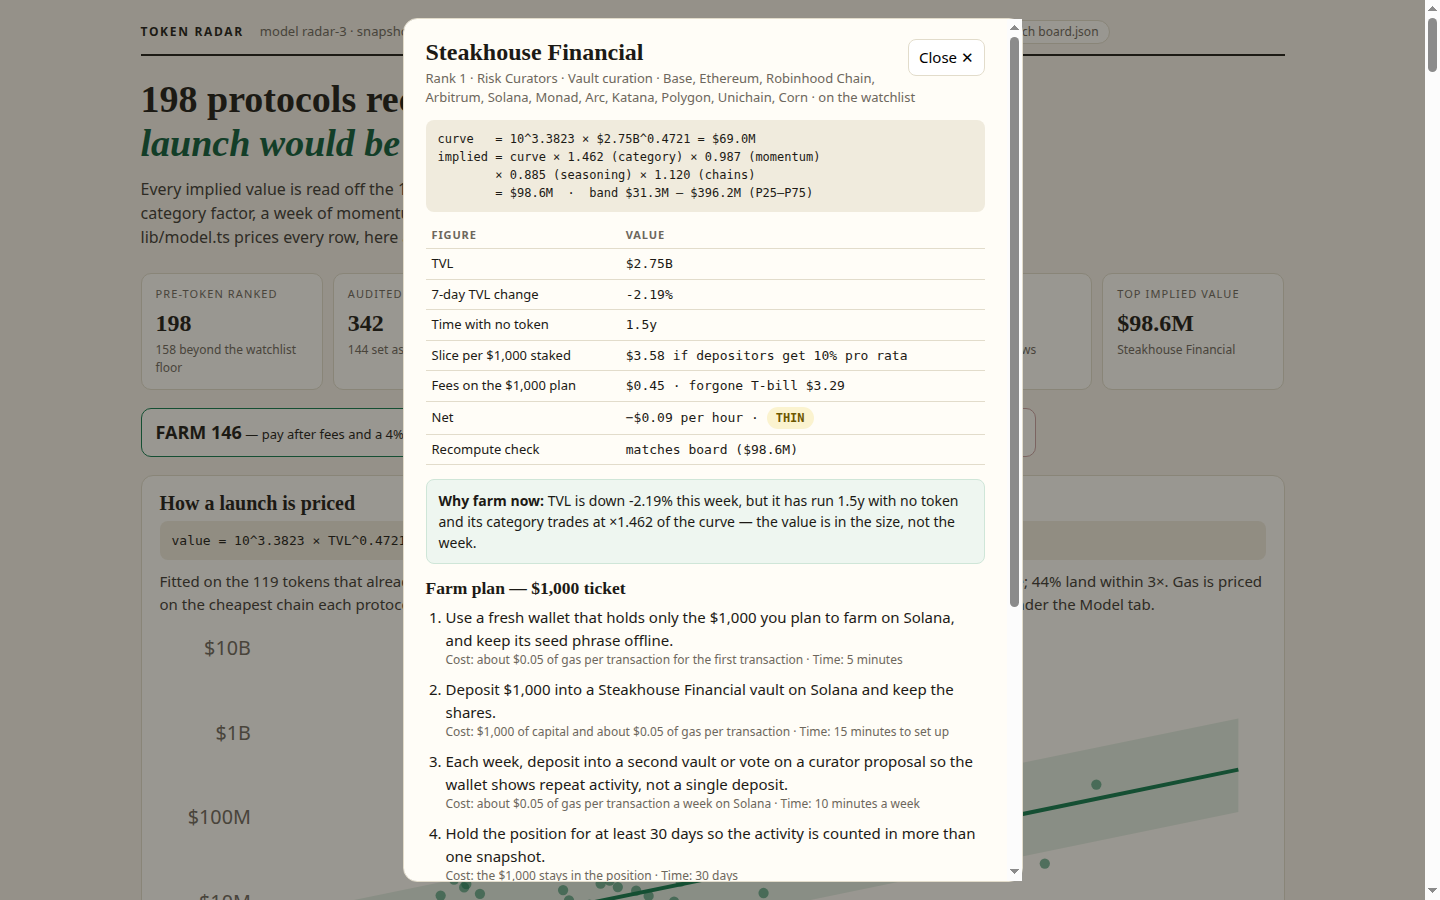 TOKEN RADAR model radar-3 · snapsh
ch board.json
198 protocols re
launch would be
Every implied value is read off the 1
category factor, a week of moment
lib/model.ts prices every row, here
PRE-TOKEN RANKED
198
158 beyond the watchlist
floor
AUDITED
342
144 set as
ws
TOP IMPLIED VALUE
$98.6M
Steakhouse Financial
FARM 146 — pay after fees and a 4%
How a launch is priced
value = 10^3.3823 × TVL^0.4721
Fitted on the 119 tokens that alrea
; 44% land within 3×. Gas is priced
on the cheapest chain each protoc
der the Model tab.
$10B
$1B
$100M
$10M
Steakhouse Financial
Close ✕
Rank 1 · Risk Curators · Vault curation · Base, Ethereum, Robinhood Chain,
Arbitrum, Solana, Monad, Arc, Katana, Polygon, Unichain, Corn · on the watchlist
curve = 10^3.3823 × $2.75B^0.4721 = $69.0M
implied = curve × 1.462 (category) × 0.987 (momentum)
× 0.885 (seasoning) × 1.120 (chains)
= $98.6M · band $31.3M — $396.2M (P25–P75)
FIGURE VALUE
TVL $2.75B
7-day TVL change -2.19%
Time with no token 1.5y
Slice per $1,000 staked $3.58 if depositors get 10% pro rata
Fees on the $1,000 plan $0.45 · forgone T-bill $3.29
Net −$0.09 per hour · THIN
Recompute check matches board ($98.6M)
Why farm now: TVL is down -2.19% this week, but it has run 1.5y with no token
and its category trades at ×1.462 of the curve — the value is in the size, not the
week.
Farm plan — $1,000 ticket
1. Use a fresh wallet that holds only the $1,000 you plan to farm on Solana,
and keep its seed phrase offline.
Cost: about $0.05 of gas per transaction for the first transaction · Time: 5 minutes
2. Deposit $1,000 into a Steakhouse Financial vault on Solana and keep the
shares.
Cost: $1,000 of capital and about $0.05 of gas per transaction · Time: 15 minutes to set up
3. Each week, deposit into a second vault or vote on a curator proposal so the
wallet shows repeat activity, not a single deposit.
Cost: about $0.05 of gas per transaction a week on Solana · Time: 10 minutes a week
4. Hold the position for at least 30 days so the activity is counted in more than
one snapshot.
Cost: the $1,000 stays in the position · Time: 30 days